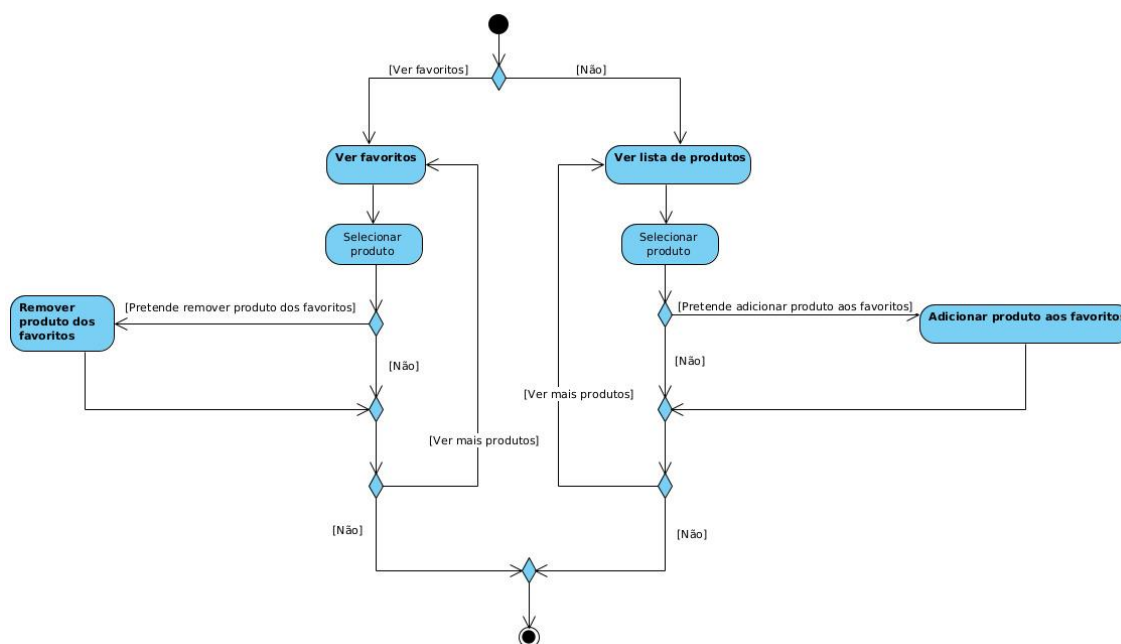 [Ver favoritos]
[Não]
Ver favoritos
Ver lista de produtos
Selecionar
produto
Selecionar
produto
Remover
produto dos
favoritos
[Pretende remover produto dos favoritos]
[Pretende adicionar produto aos favoritos]
Adicionar produto aos favoritos
[Não]
[Não]
[Ver mais produtos]
[Ver mais produtos]
[Não]
[Não]